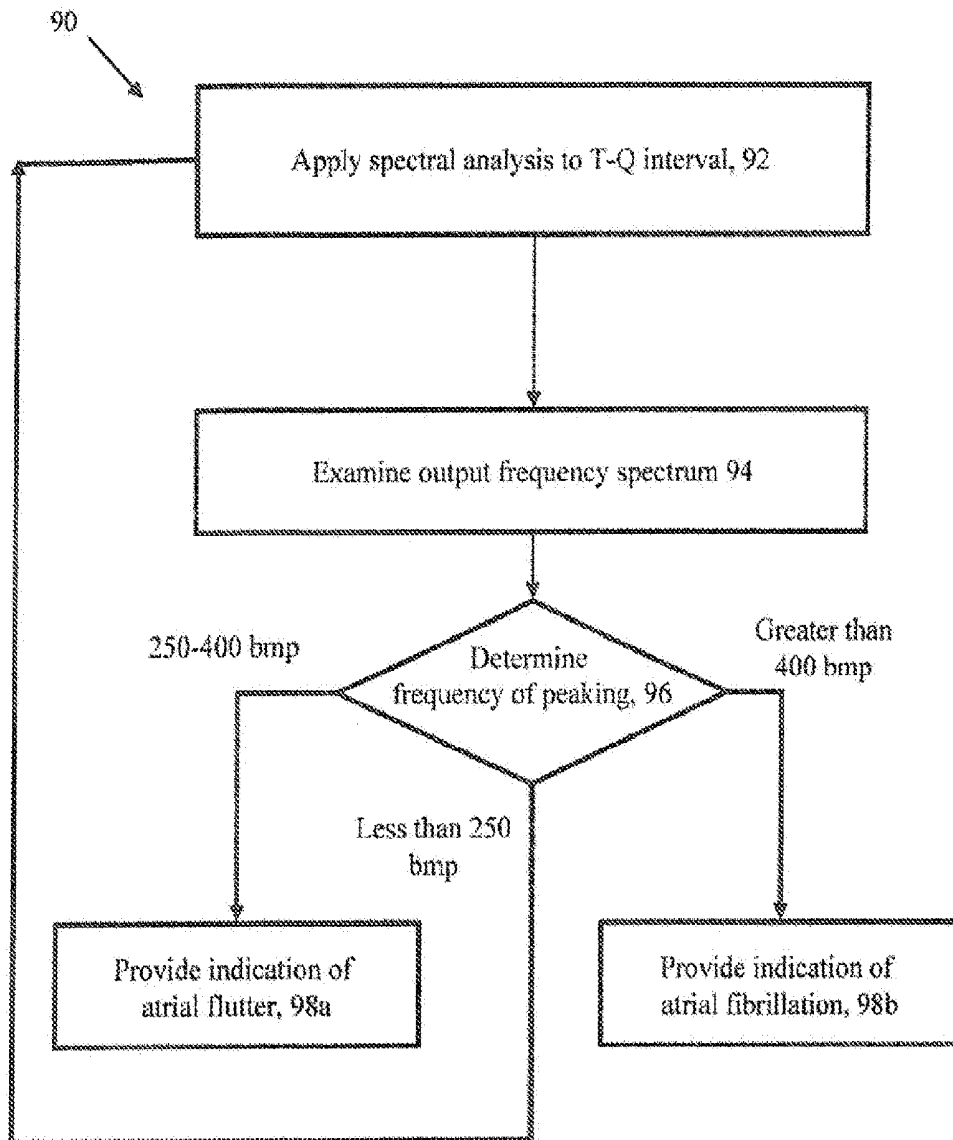 90
Apply spectral analysis to T-Q interval, 92
Examine output frequency spectrum 94
250-400 bmp
Greater than
400 bmp
Determine
frequency of peaking, 96
Less than 250
bmp
Provide indication of
atrial flutter, 98a
Provide indication of
atrial fibrillation, 98b